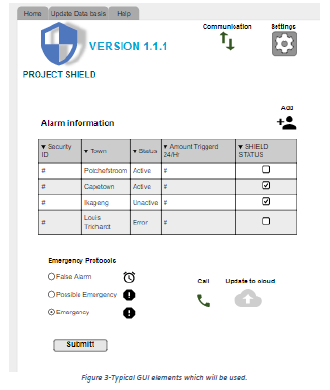 Home Update Data basis Help
Communication Settings
VERSION 1.1.1
PROJECT SHIELD
Add
Alarm information
▼ Security ID ▼ Town ▼ Status ▼ Amount Triggerd 24/Hr ▼ SHIELD STATUS
# Potchefstroom Active #
# Capetown Active #
# Ikageng Unactive #
# Louis Trichardt Error #
Emergency Protocols
False Alarm
Call Update to cloud
Possible Emergency
Emergency
Submitt
Figure 3-Typical GUI elements which will be used.